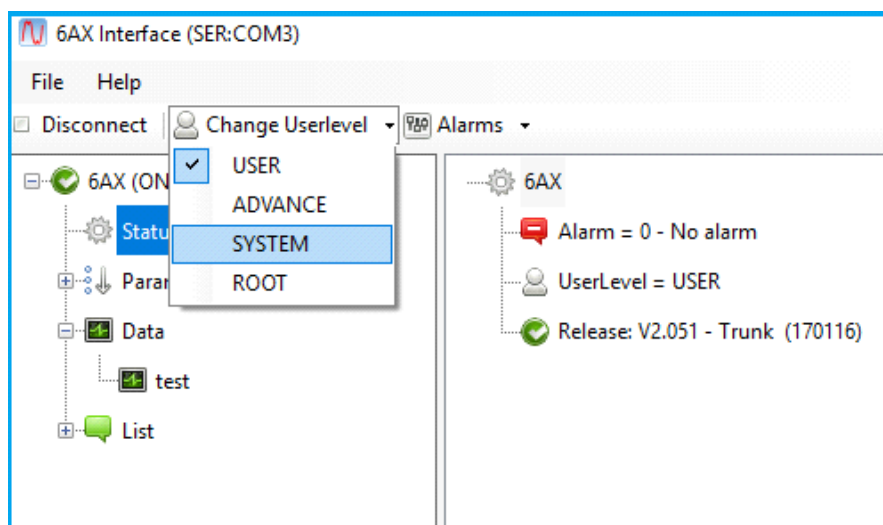 6AX Interface (SER:COM3)
File Help
Disconnect Change Userlevel Alarms
USER
ADVANCE
SYSTEM
ROOT
6AX (ON
Statu
Parar
Data
test
List
6AX
Alarm = 0 - No alarm
UserLevel = USER
Release: V2.051 - Trunk (170116)